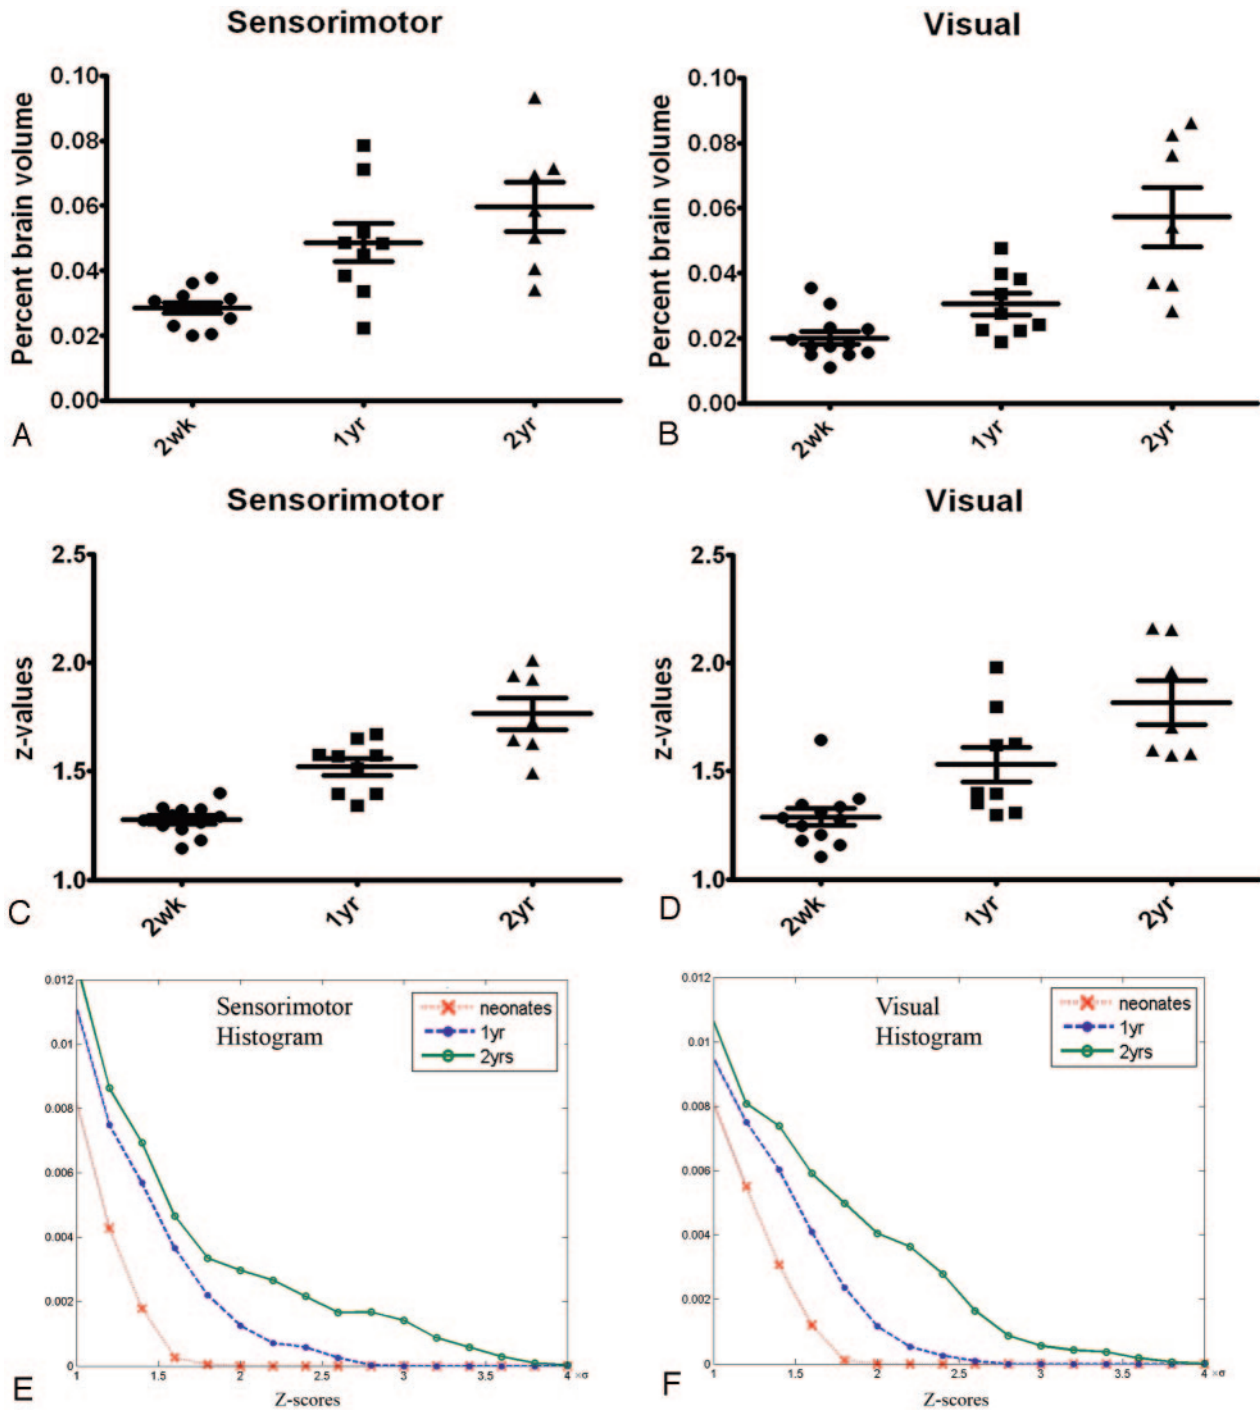 Sensorimotor
Percent brain volume
0.10
0.08
0.06
0.04
0.02
0.00
2wk
1yr
2yr
A
Visual
Percent brain volume
0.10
0.08
0.06
0.04
0.02
0.00
2wk
1yr
2yr
B
Sensorimotor
z-values
2.5
2.0
1.5
1.0
2wk
1yr
2yr
C
Visual
z-values
2.5
2.0
1.5
1.0
2wk
1yr
2yr
D
Sensorimotor
Histogram
neonates
1yr
2yrs
0.012
0.01
0.008
0.006
0.004
0.002
0
1
1.5
2
2.5
3
3.5
4 ×σ
Z-scores
E
Visual
Histogram
neonates
1yr
2yrs
0.012
0.01
0.008
0.006
0.004
0.002
0
1
1.5
2
2.5
3
3.5
4 ×σ
Z-scores
F